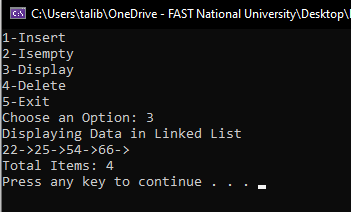 C:\Users\talib\OneDrive - FAST National University\Desktop\
1-Insert
2-Isempty
3-Display
4-Delete
5-Exit
Choose an Option: 3
Displaying Data in Linked List
22->25->54->66->
Total Items: 4
Press any key to continue . . .